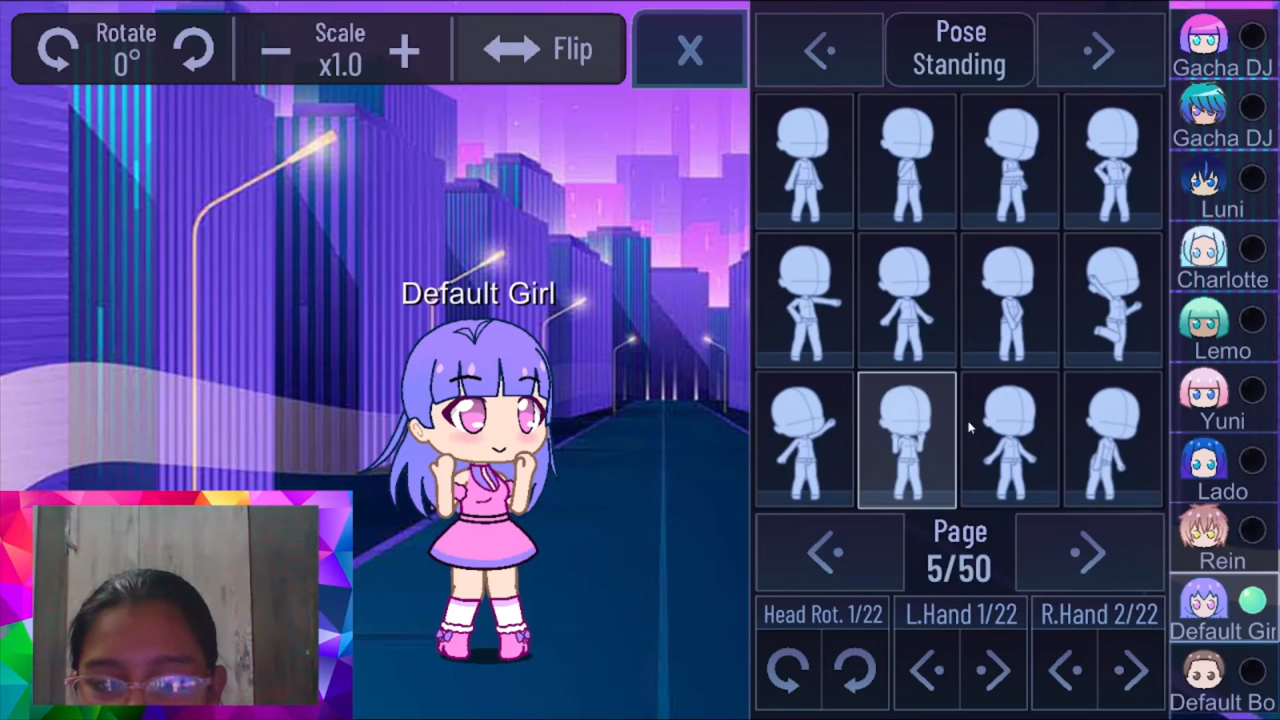 Rotate
0°
Scale
x1.0
Flip
X
Pose
Standing
Default Girl
Page
5/50
Head Rot. 1/22
L.Hand 1/22
R.Hand 2/22
Gacha DJ
Gacha DJ
Luni
Charlotte
Lemo
Yuni
Lado
Rein
Default Gir
Default Bo